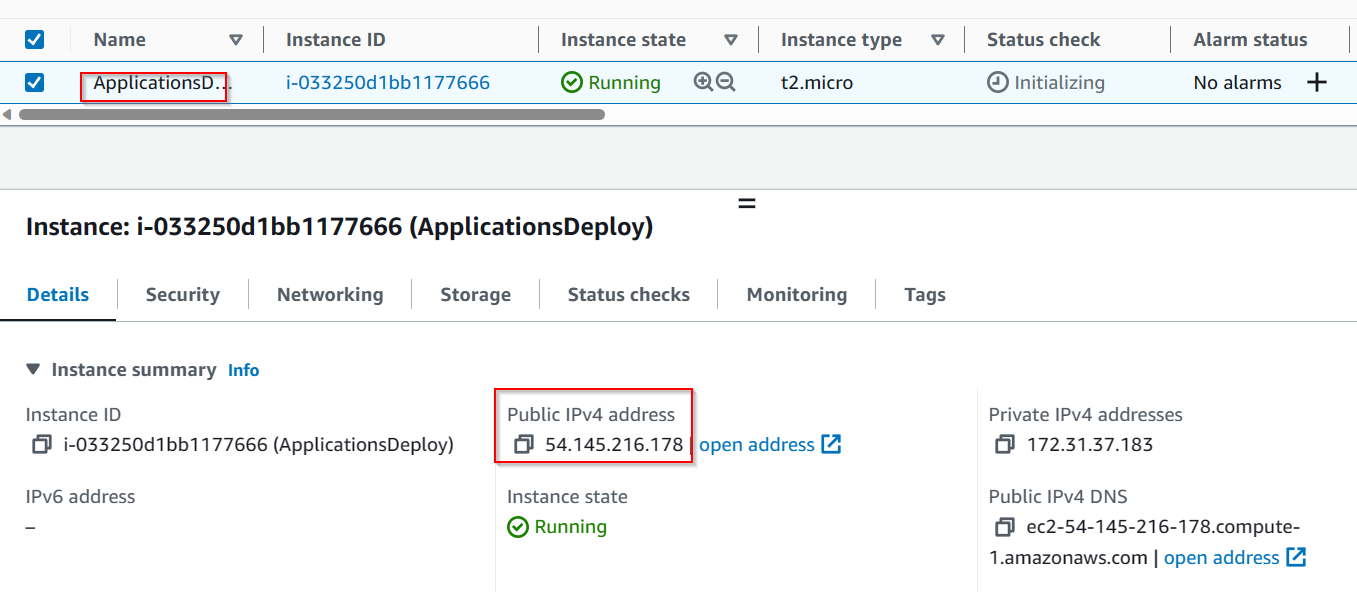 Name Instance ID Instance state Instance type Status check Alarm status
ApplicationsD... i-033250d1bb1177666 Running t2.micro Initializing No alarms
Instance: i-033250d1bb1177666 (ApplicationsDeploy)
Details Security Networking Storage Status checks Monitoring Tags
Instance summary Info
Instance ID
i-033250d1bb1177666 (ApplicationsDeploy)
Public IPv4 address
54.145.216.178 | open address
Private IPv4 addresses
172.31.37.183
IPv6 address
–
Instance state
Running
Public IPv4 DNS
ec2-54-145-216-178.compute-
1.amazonaws.com | open address